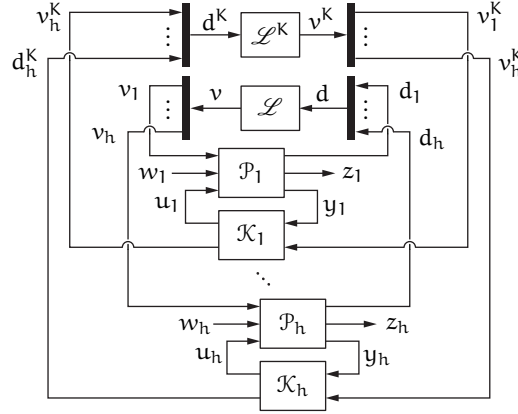 v_h^K d^K ℒ^K v^K v_1^K
⋮ ⋮
d_h^K v_h^K
v_1 v ℒ d d_1
⋮ ⋮
v_h d_h
w_1 𝒫_1 z_1
u_1 y_1
𝒦_1
⋱
w_h 𝒫_h z_h
u_h y_h
𝒦_h